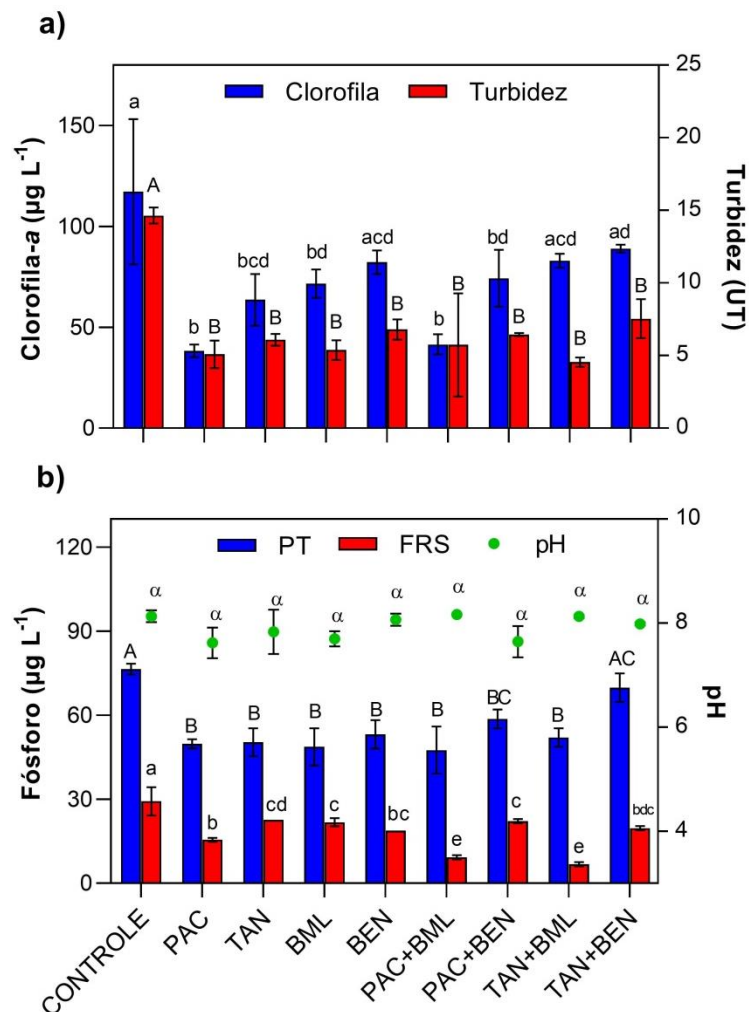 a)
Clorofila Turbidez
Clorofila-a (µg L⁻¹)
150
100
50
0
25
20
15
10
5
0
Turbidez (UT)
a A
b B
bcd B
bd B
acd B
b B
bd B
acd B
ad B
b)
PT FRS pH
Fósforo (µg L⁻¹)
120
90
60
30
0
10
8
6
4
pH
α α α α α α α α α
A B B B B B BC B AC
a b cd c bc e c e bdc
CONTROLE
PAC
TAN
BML
BEN
PAC+BML
PAC+BEN
TAN+BML
TAN+BEN